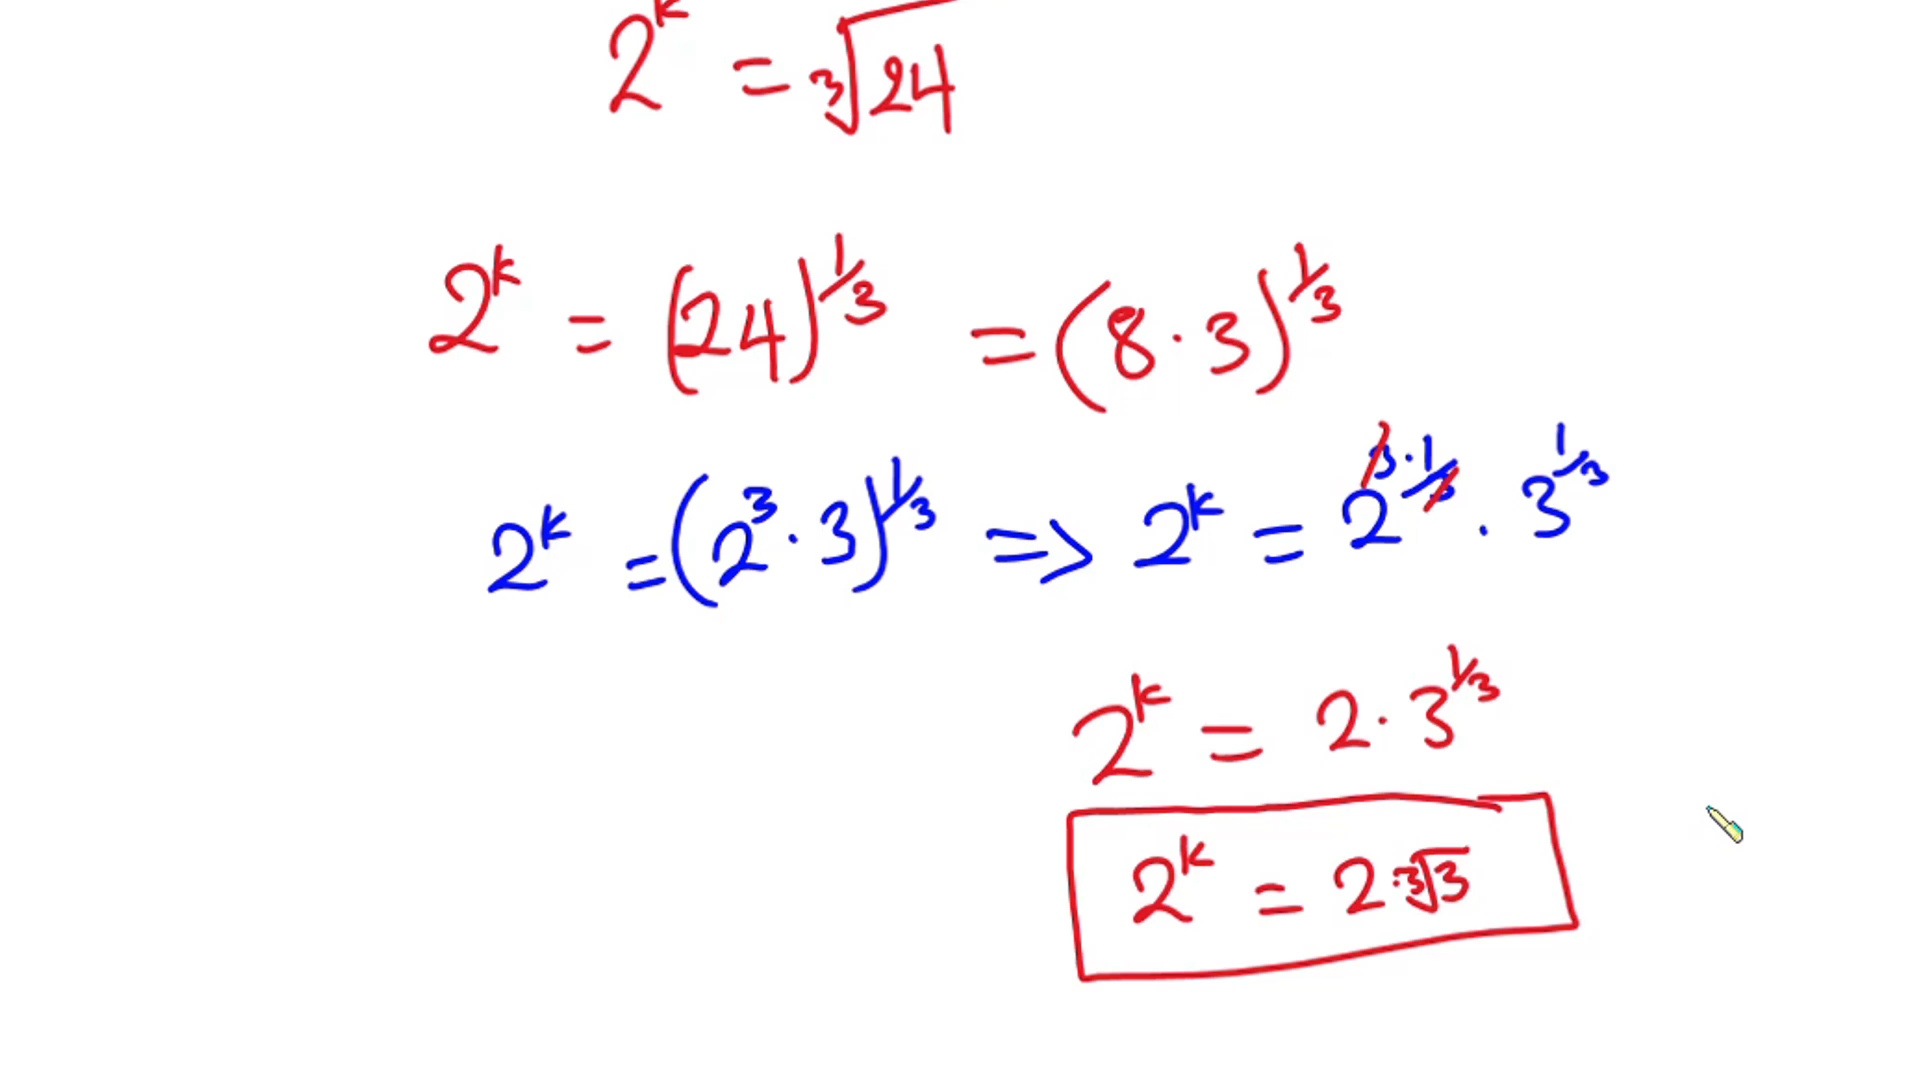 2^k = ∛24
2^k = (24)^1/3 = (8·3)^1/3
2^k = (2^3·3)^1/3 => 2^k = 2^3·1/3 · 3^1/3
2^k = 2·3^1/3
2^k = 2·∛3